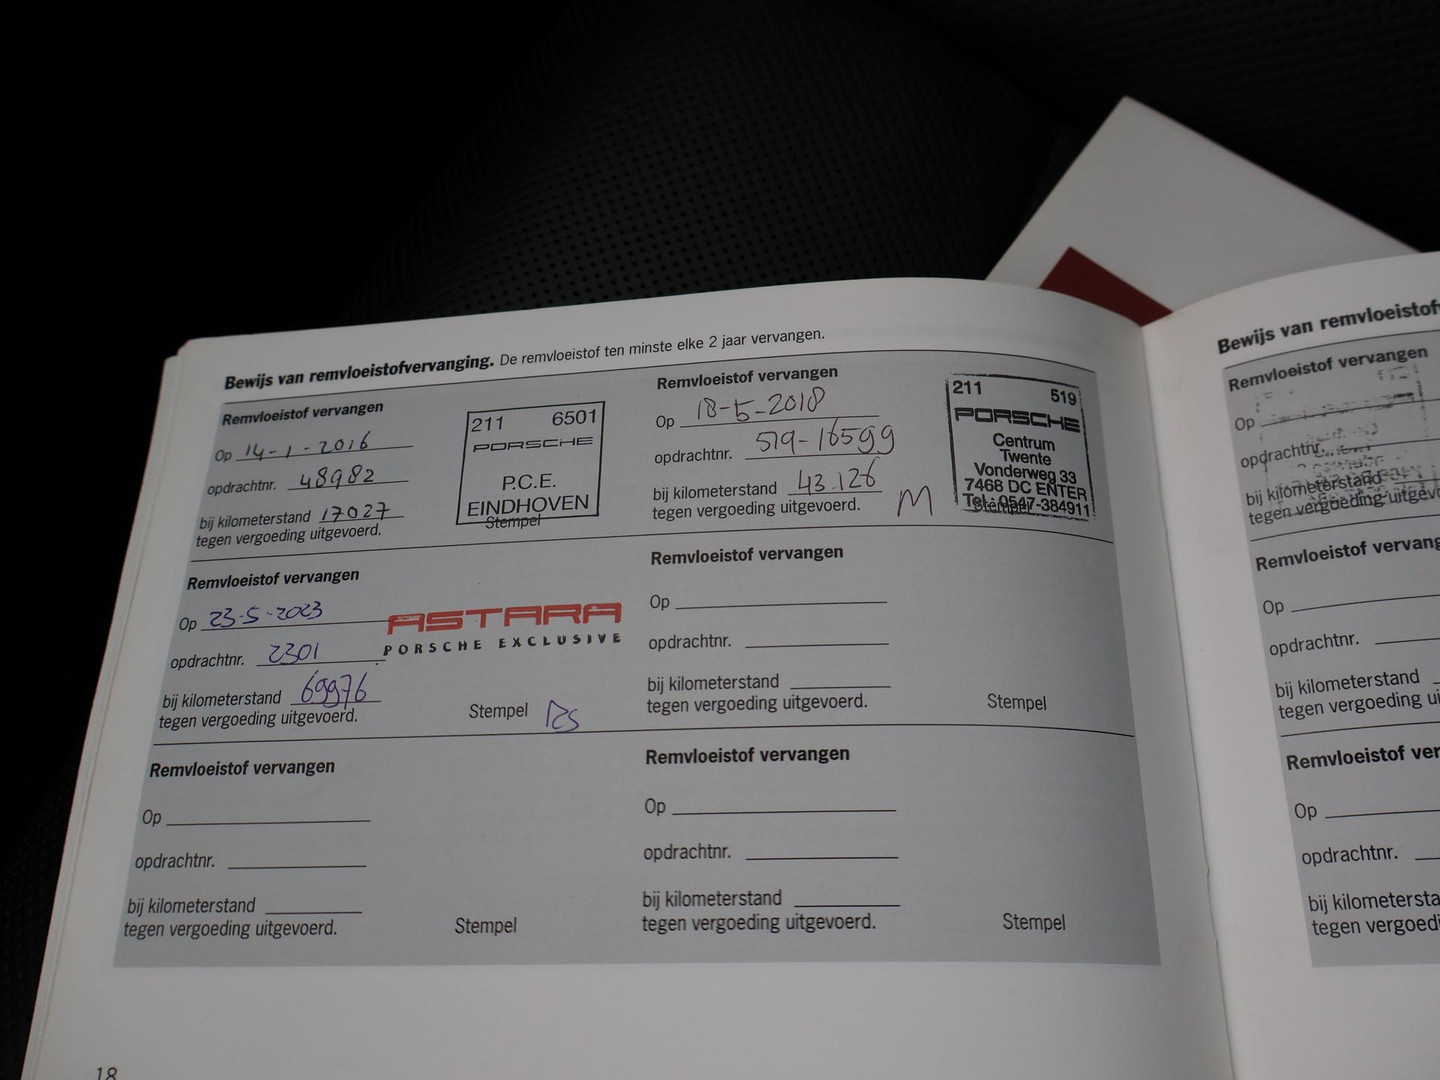 Bewijs van remvloeistofvervanging. De remvloeistof ten minste elke 2 jaar vervangen.
Remvloeistof vervangen
Op 14-1-2016
opdrachtnr. 48982
bij kilometerstand 17027
tegen vergoeding uitgevoerd.
211 6501
PORSCHE
P.C.E.
EINDHOVEN
Stempel
Remvloeistof vervangen
Op 18-5-2018
opdrachtnr. 519-16599
bij kilometerstand 43.126
tegen vergoeding uitgevoerd.
M
211 519
PORSCHE
Centrum
Twente
Vonderweg 33
7468 DC ENTER
Tel.: 0547-384911
Stempel
Remvloeistof vervangen
Op 23-5-2023
opdrachtnr. 2301
bij kilometerstand 69976
tegen vergoeding uitgevoerd.
ASTARA
PORSCHE EXCLUSIVE
Stempel
Remvloeistof vervangen
Op
opdrachtnr.
bij kilometerstand
tegen vergoeding uitgevoerd.
Stempel
Remvloeistof vervangen
Op
opdrachtnr.
bij kilometerstand
tegen vergoeding uitgevoerd.
Stempel
Remvloeistof vervangen
Op
opdrachtnr.
bij kilometerstand
tegen vergoeding uitgevoerd.
Stempel
18
Bewijs van remvloeistof
Remvloeistof vervangen
Op
opdrachtnr.
bij kilometerstand
tegen vergoeding uitgevo
Remvloeistof vervang
Op
opdrachtnr.
bij kilometerstand
tegen vergoeding ui
Remvloeistof ver
Op
opdrachtnr.
bij kilometersta
tegen vergoed